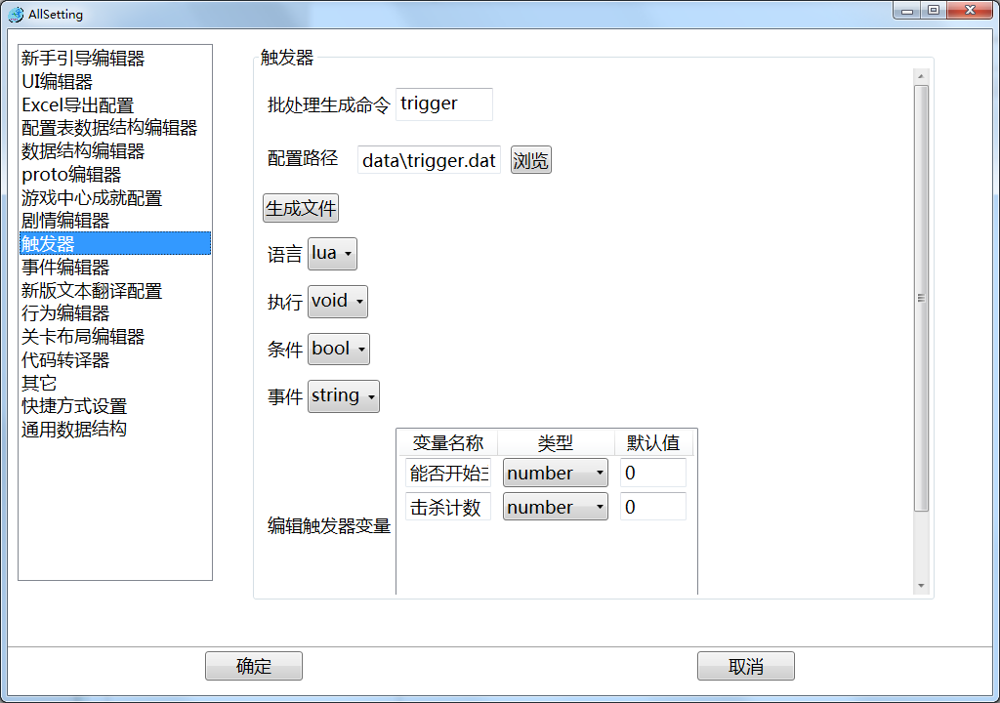 AllSetting
新手引导编辑器
UI编辑器
Excel导出配置
配置表数据结构编辑器
数据结构编辑器
proto编辑器
游戏中心成就配置
剧情编辑器
触发器
事件编辑器
新版文本翻译配置
行为编辑器
关卡布局编辑器
代码转译器
其它
快捷方式设置
通用数据结构
触发器
批处理生成命令 trigger
配置路径 data\trigger.dat 浏览
生成文件
语言 lua
执行 void
条件 bool
事件 string
变量名称 类型 默认值
能否开始 number 0
击杀计数 number 0
编辑触发器变量
确定 取消